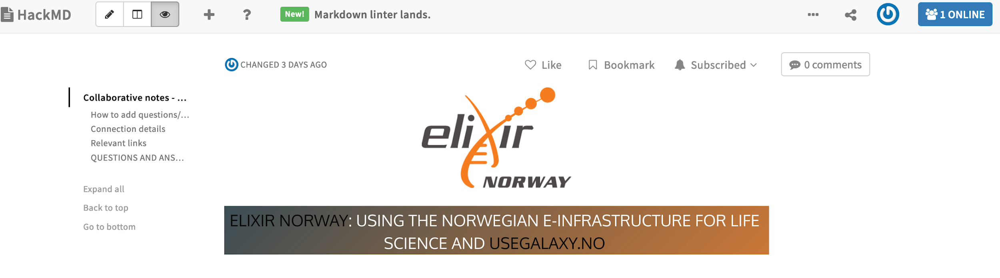 HackMD
New! Markdown linter lands.
1 ONLINE
CHANGED 3 DAYS AGO
Like
Bookmark
Subscribed
0 comments
Collaborative notes - ...
How to add questions/...
Connection details
Relevant links
QUESTIONS AND ANS...
Expand all
Back to top
Go to bottom
elixir
NORWAY
ELIXIR NORWAY: USING THE NORWEGIAN E-INFRASTRUCTURE FOR LIFE
SCIENCE AND USEGALAXY.NO